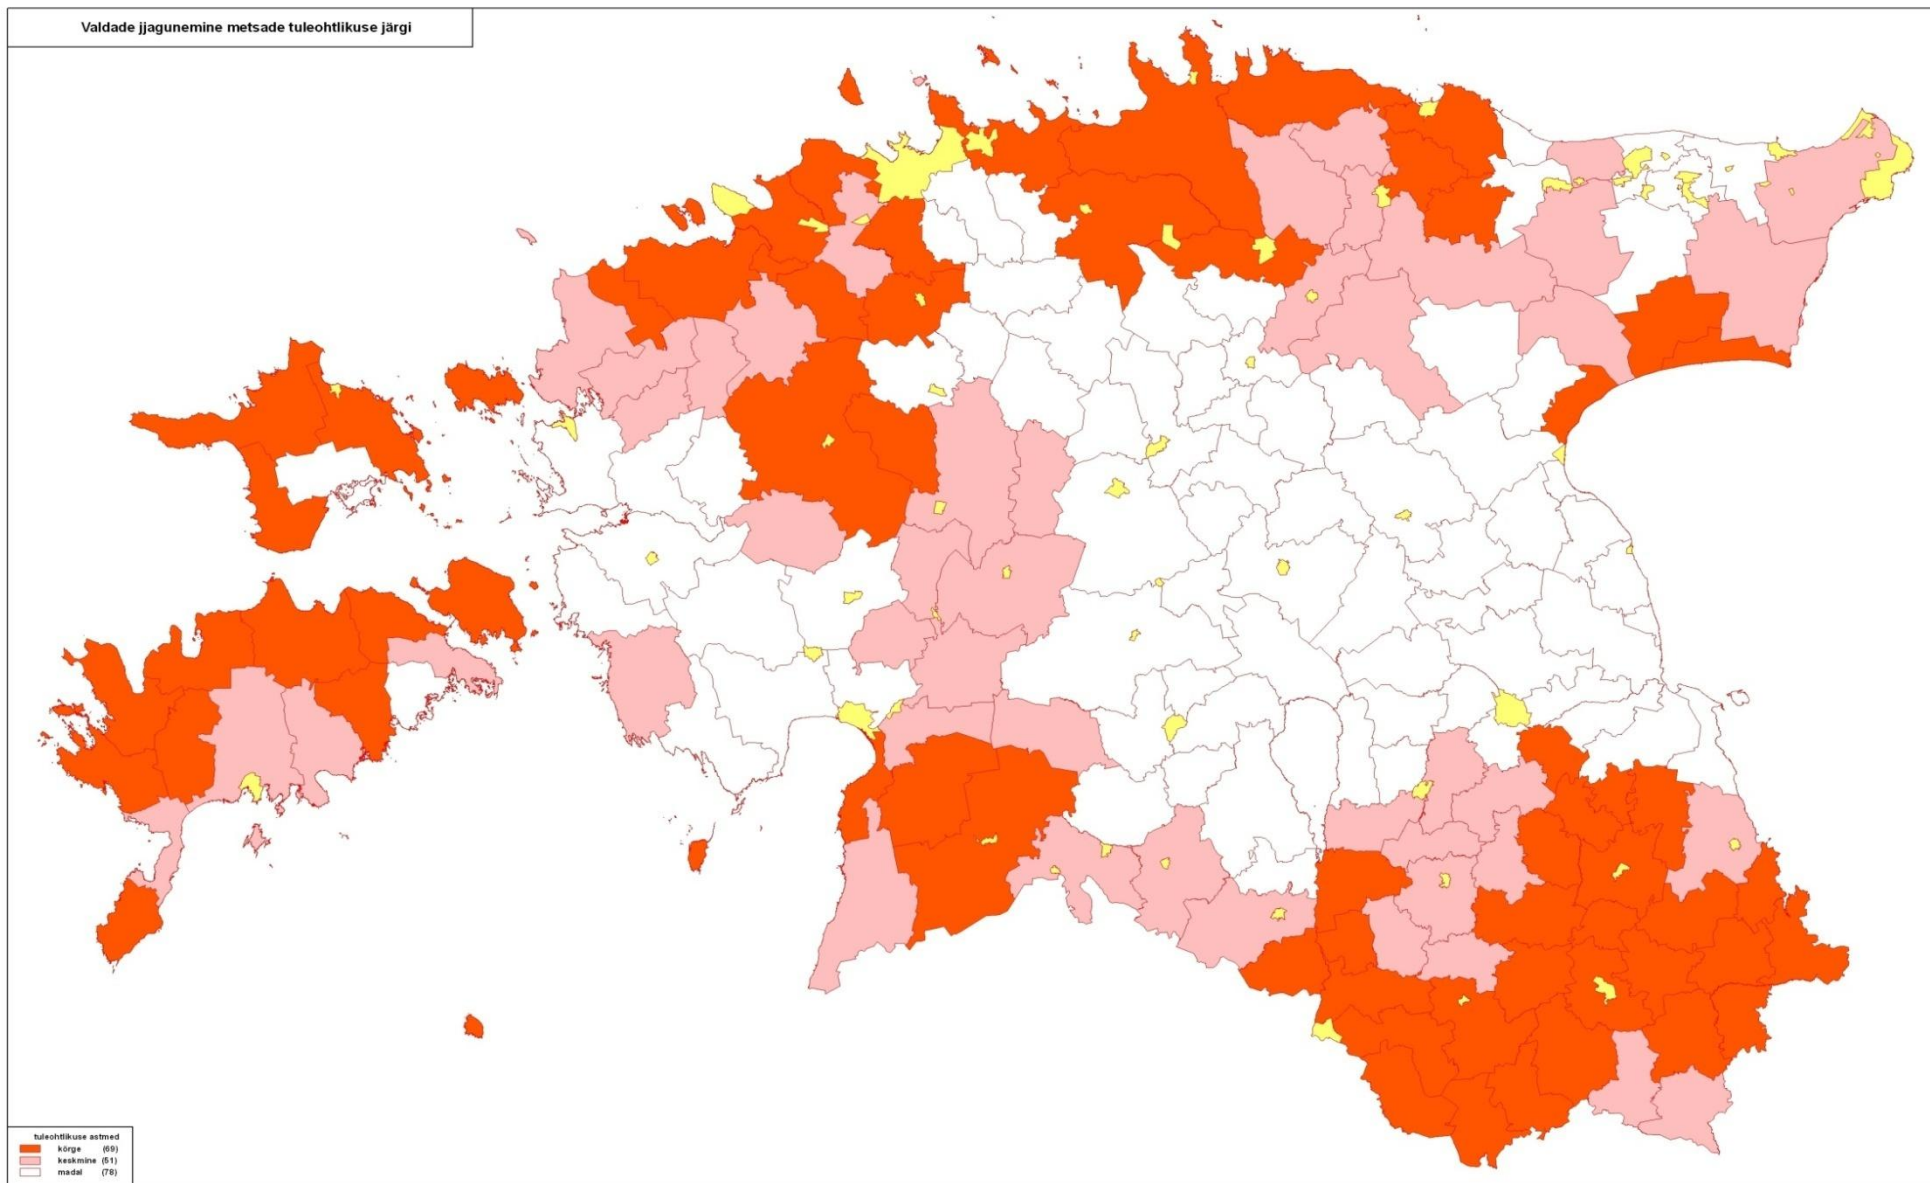 Valdade jjagunemine metsade tuleohtlikuse järgi
tuleohtlikuse astmed
kõrge (69)
keskmine (51)
madal (78)